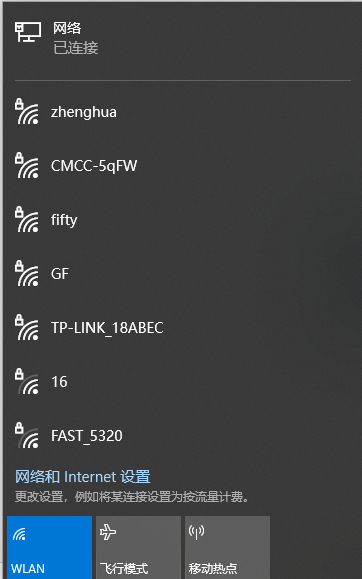 网络
已连接
zhenghua
CMCC-5qFW
fifty
GF
TP-LINK_18ABEC
16
FAST_5320
网络和 Internet 设置
更改设置，例如将某连接设置为按流量计费。
WLAN
飞行模式
移动热点